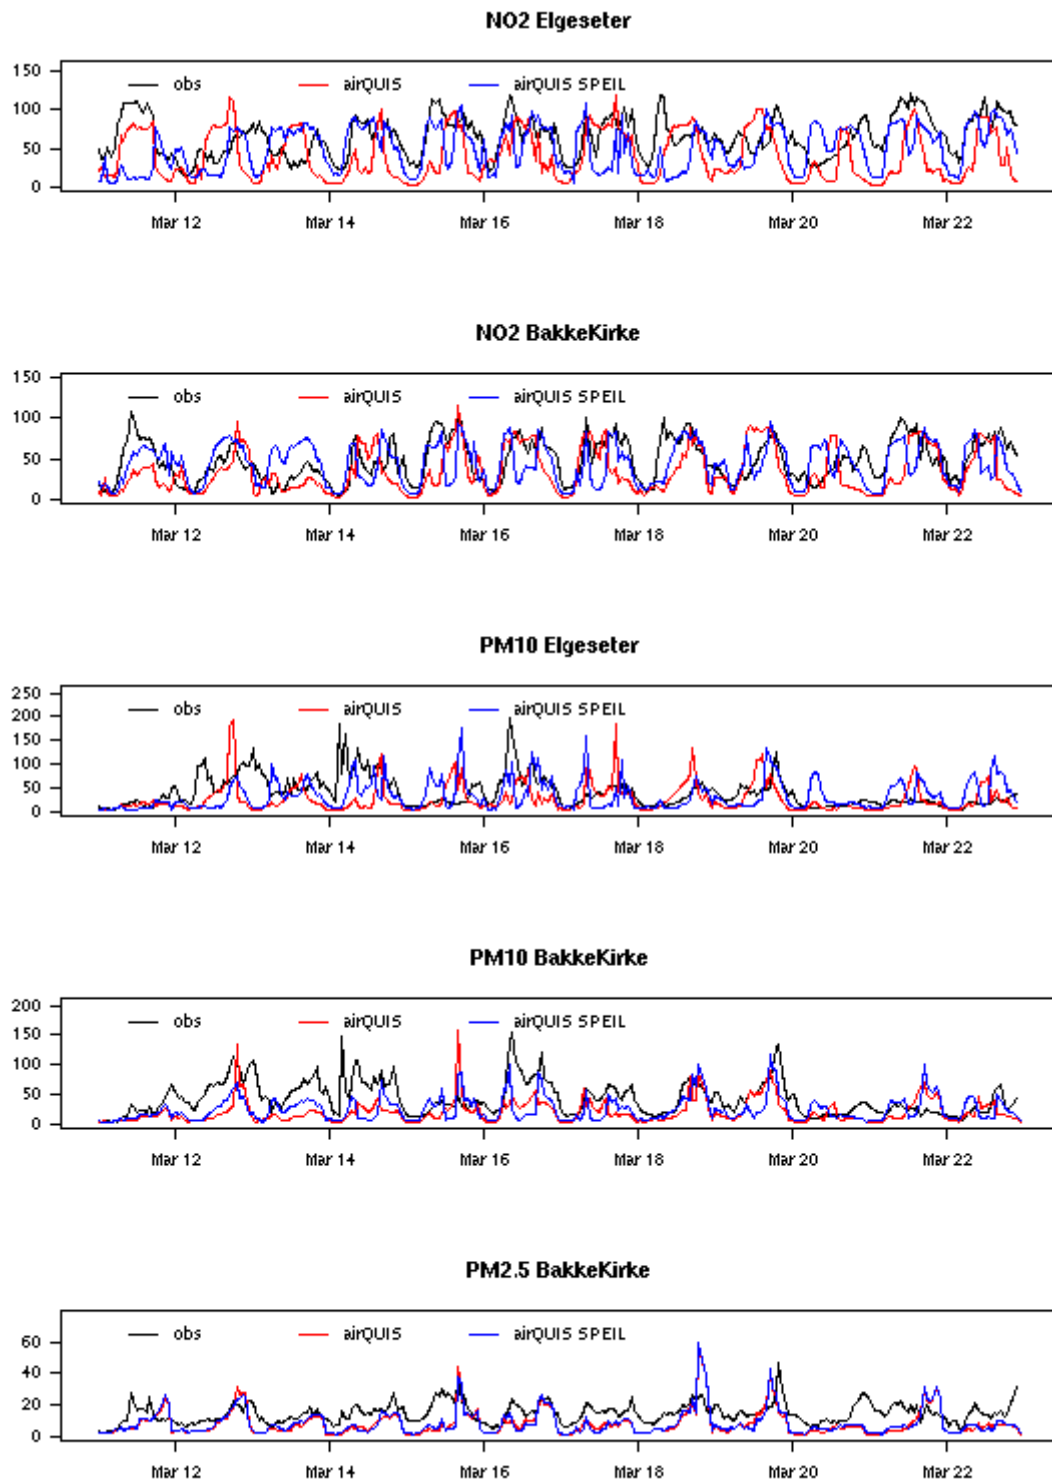 NO2 Elgeseter
150
obs airQUIS airQUIS SPEIL
100
50
0
Mar 12 Mar 14 Mar 16 Mar 18 Mar 20 Mar 22
NO2 BakkeKirke
150
obs airQUIS airQUIS SPEIL
100
50
0
Mar 12 Mar 14 Mar 16 Mar 18 Mar 20 Mar 22
PM10 Elgeseter
250
obs airQUIS airQUIS SPEIL
200
150
100
50
0
Mar 12 Mar 14 Mar 16 Mar 18 Mar 20 Mar 22
PM10 BakkeKirke
200
obs airQUIS airQUIS SPEIL
150
100
50
0
Mar 12 Mar 14 Mar 16 Mar 18 Mar 20 Mar 22
PM2.5 BakkeKirke
obs airQUIS airQUIS SPEIL
60
40
20
0
Mar 12 Mar 14 Mar 16 Mar 18 Mar 20 Mar 22